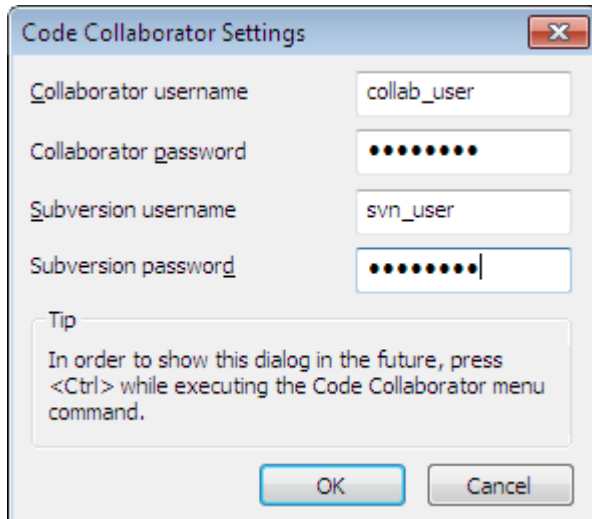 Code Collaborator Settings
Collaborator username
collab_user
Collaborator password
●●●●●●●●
Subversion username
svn_user
Subversion password
●●●●●●●●
Tip
In order to show this dialog in the future, press
<Ctrl> while executing the Code Collaborator menu
command.
OK
Cancel